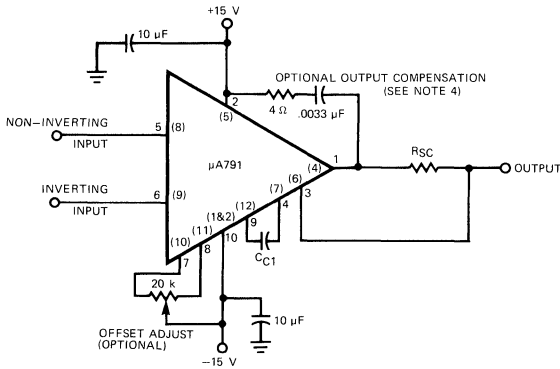 +15 V
10 µF
OPTIONAL OUTPUT COMPENSATION
(SEE NOTE 4)
2
(5)
4 Ω
.0033 µF
NON-INVERTING
INPUT
5
(8)
µA791
1
(4)
RSC
OUTPUT
INVERTING
INPUT
6
(9)
(6)
3
(7)
4
(12)
9
CC1
(1&2)
10
(11)
8
(10)
7
20 k
OFFSET ADJUST
(OPTIONAL)
10 µF
−15 V